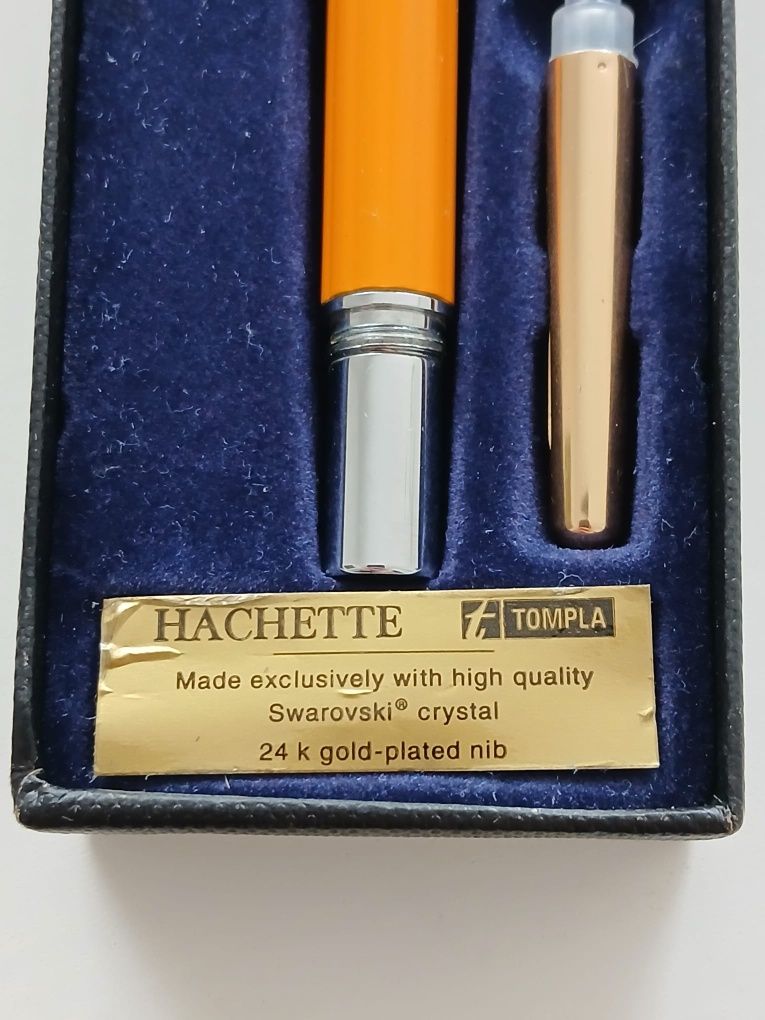 HACHETTE t TOMPLA
Made exclusively with high quality
Swarovski® crystal
24 k gold-plated nib